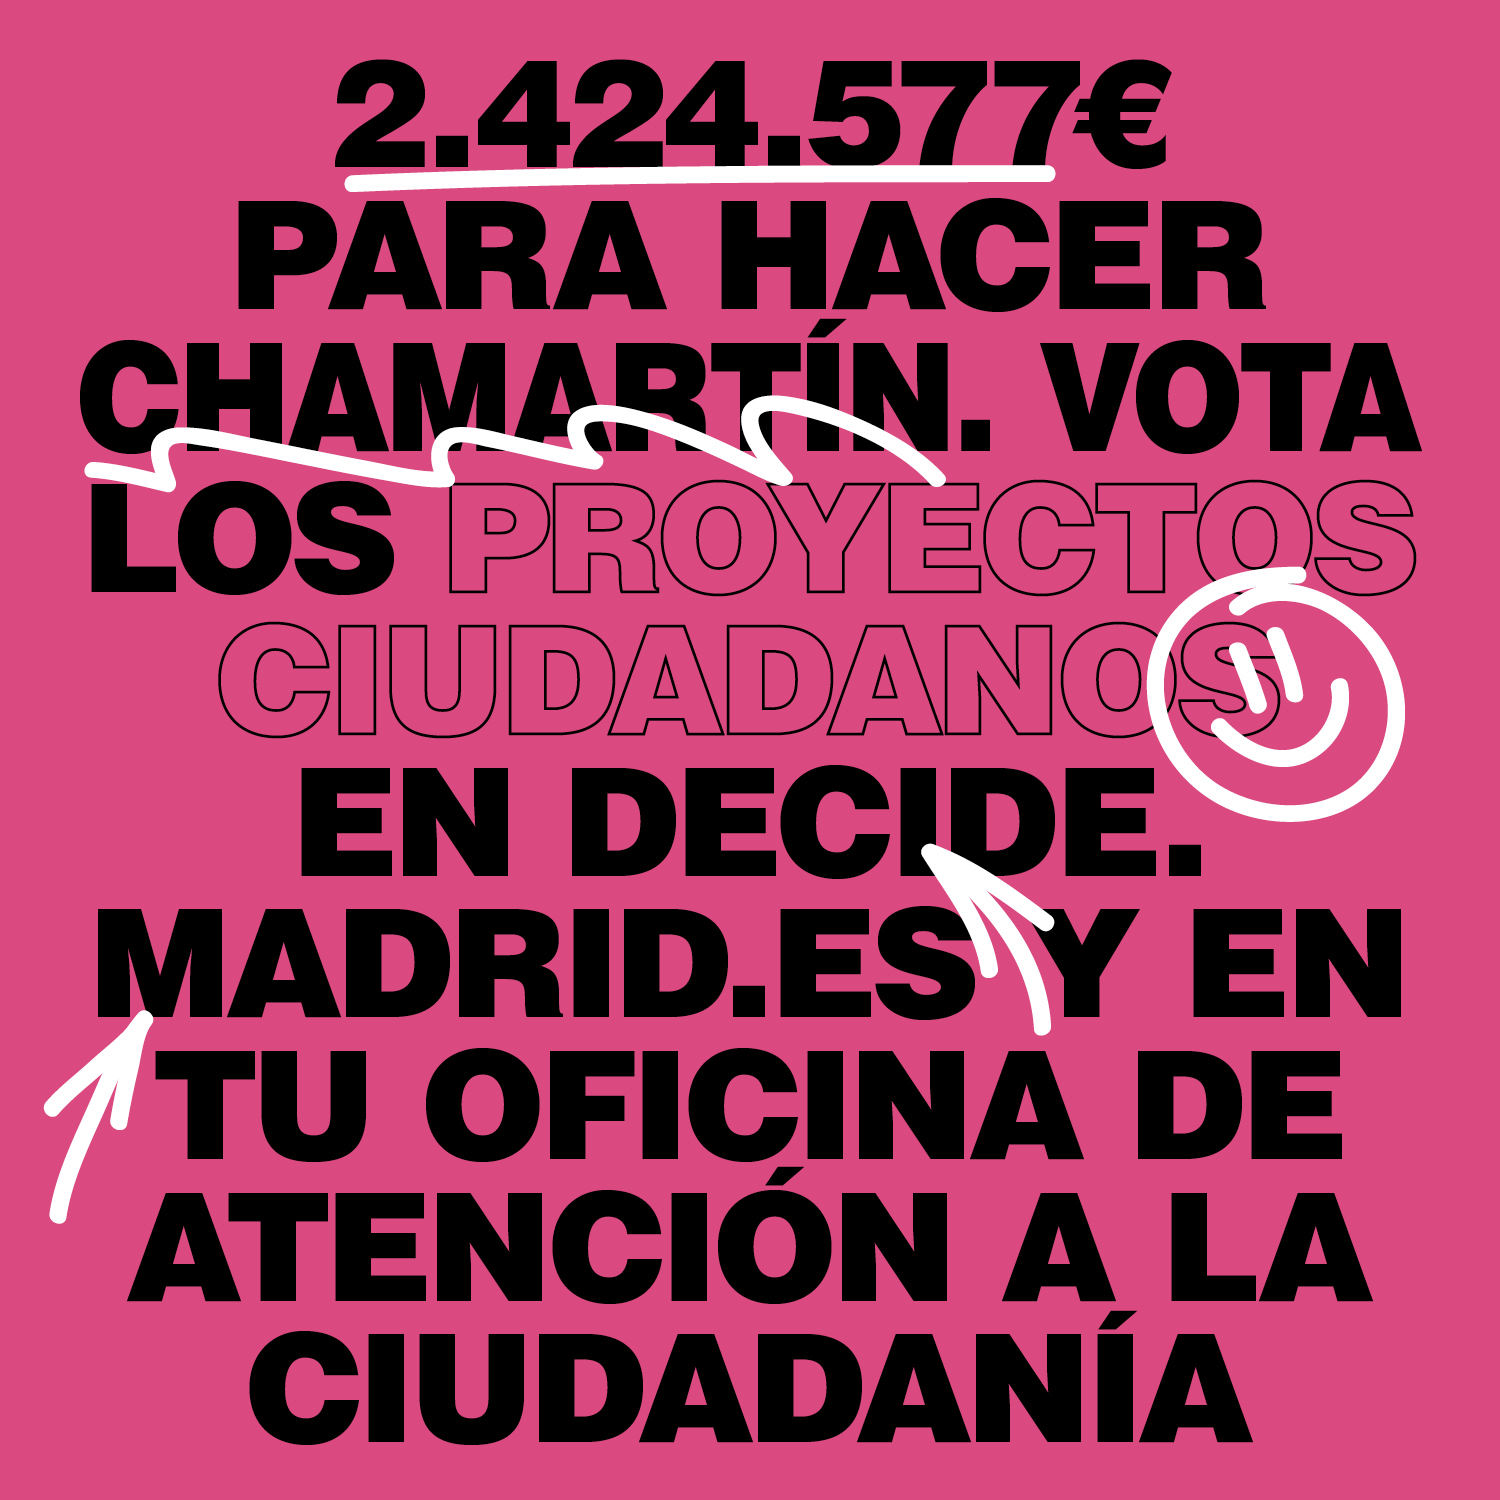 2.424.577€
PARA HACER
CHAMARTÍN. VOTA
LOS PROYECTOS
CIUDADANOS
EN DECIDE.
MADRID.ES Y EN
TU OFICINA DE
ATENCIÓN A LA
CIUDADANÍA